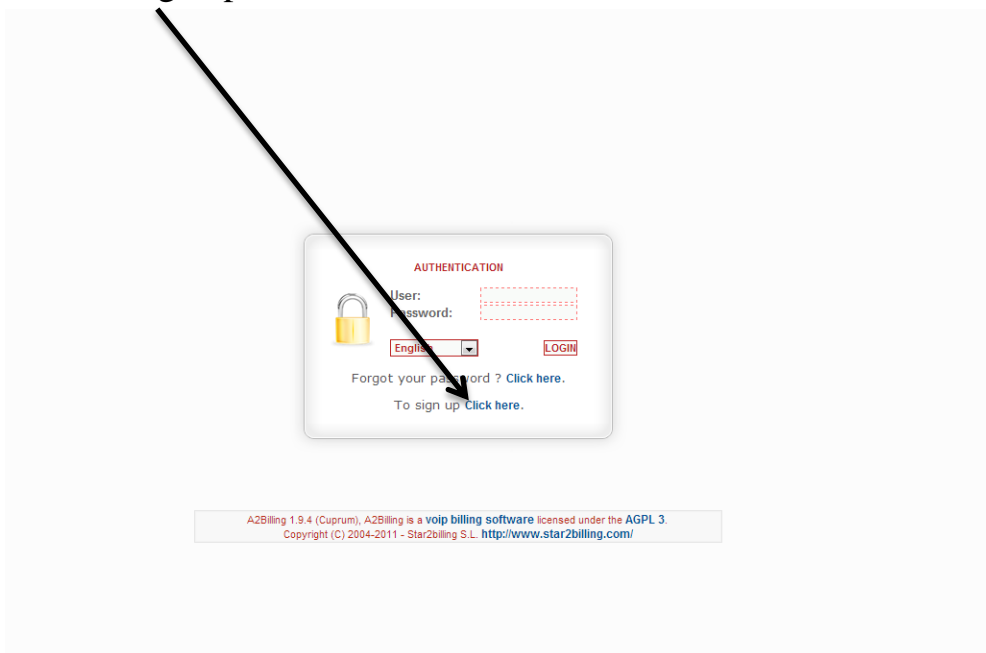 AUTHENTICATION
User:
Password:
English
LOGIN
Forgot your password ? Click here.
To sign up Click here.
A2Billing 1.9.4 (Cuprum), A2Billing is a voip billing software licensed under the AGPL 3.
Copyright (C) 2004-2011 - Star2billing S.L. http://www.star2billing.com/